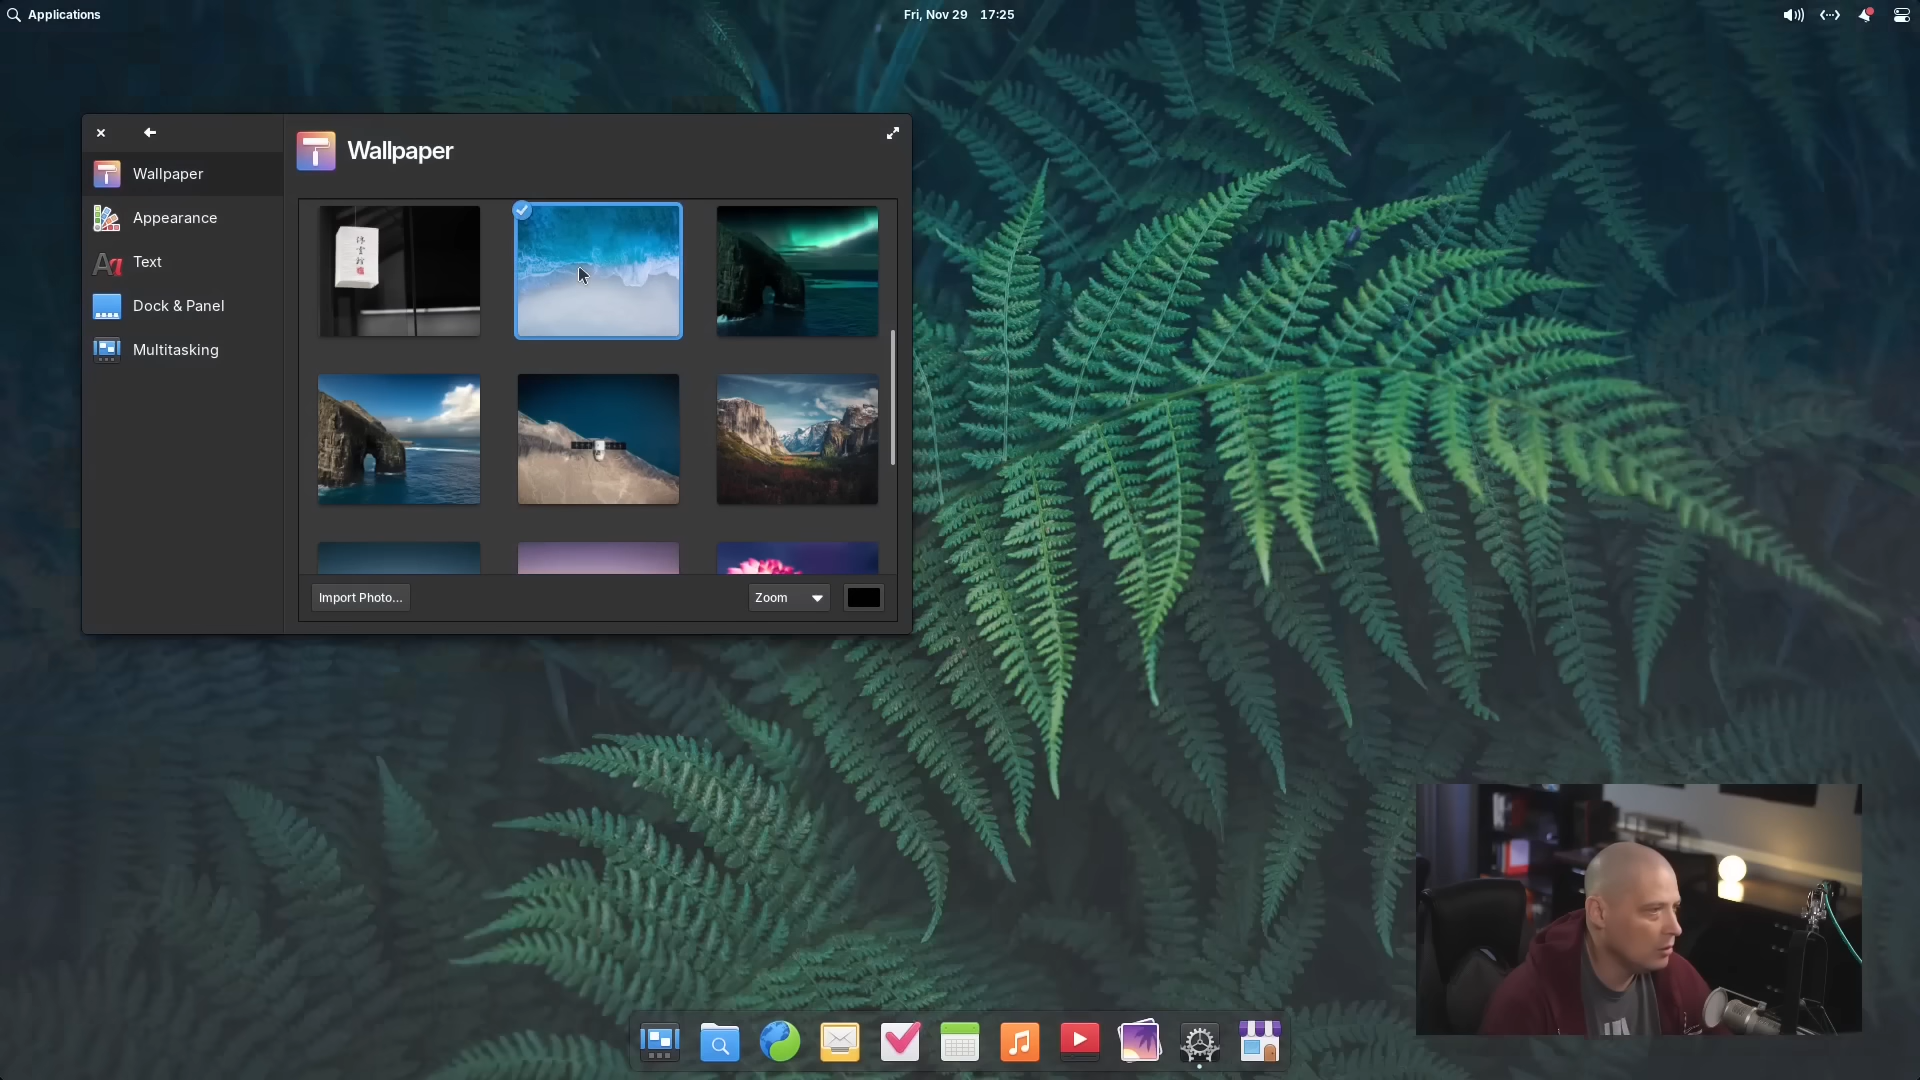 Applications
Fri, Nov 29 17:25
Wallpaper
Wallpaper
Appearance
Text
Dock & Panel
Multitasking
Import Photo...
Zoom